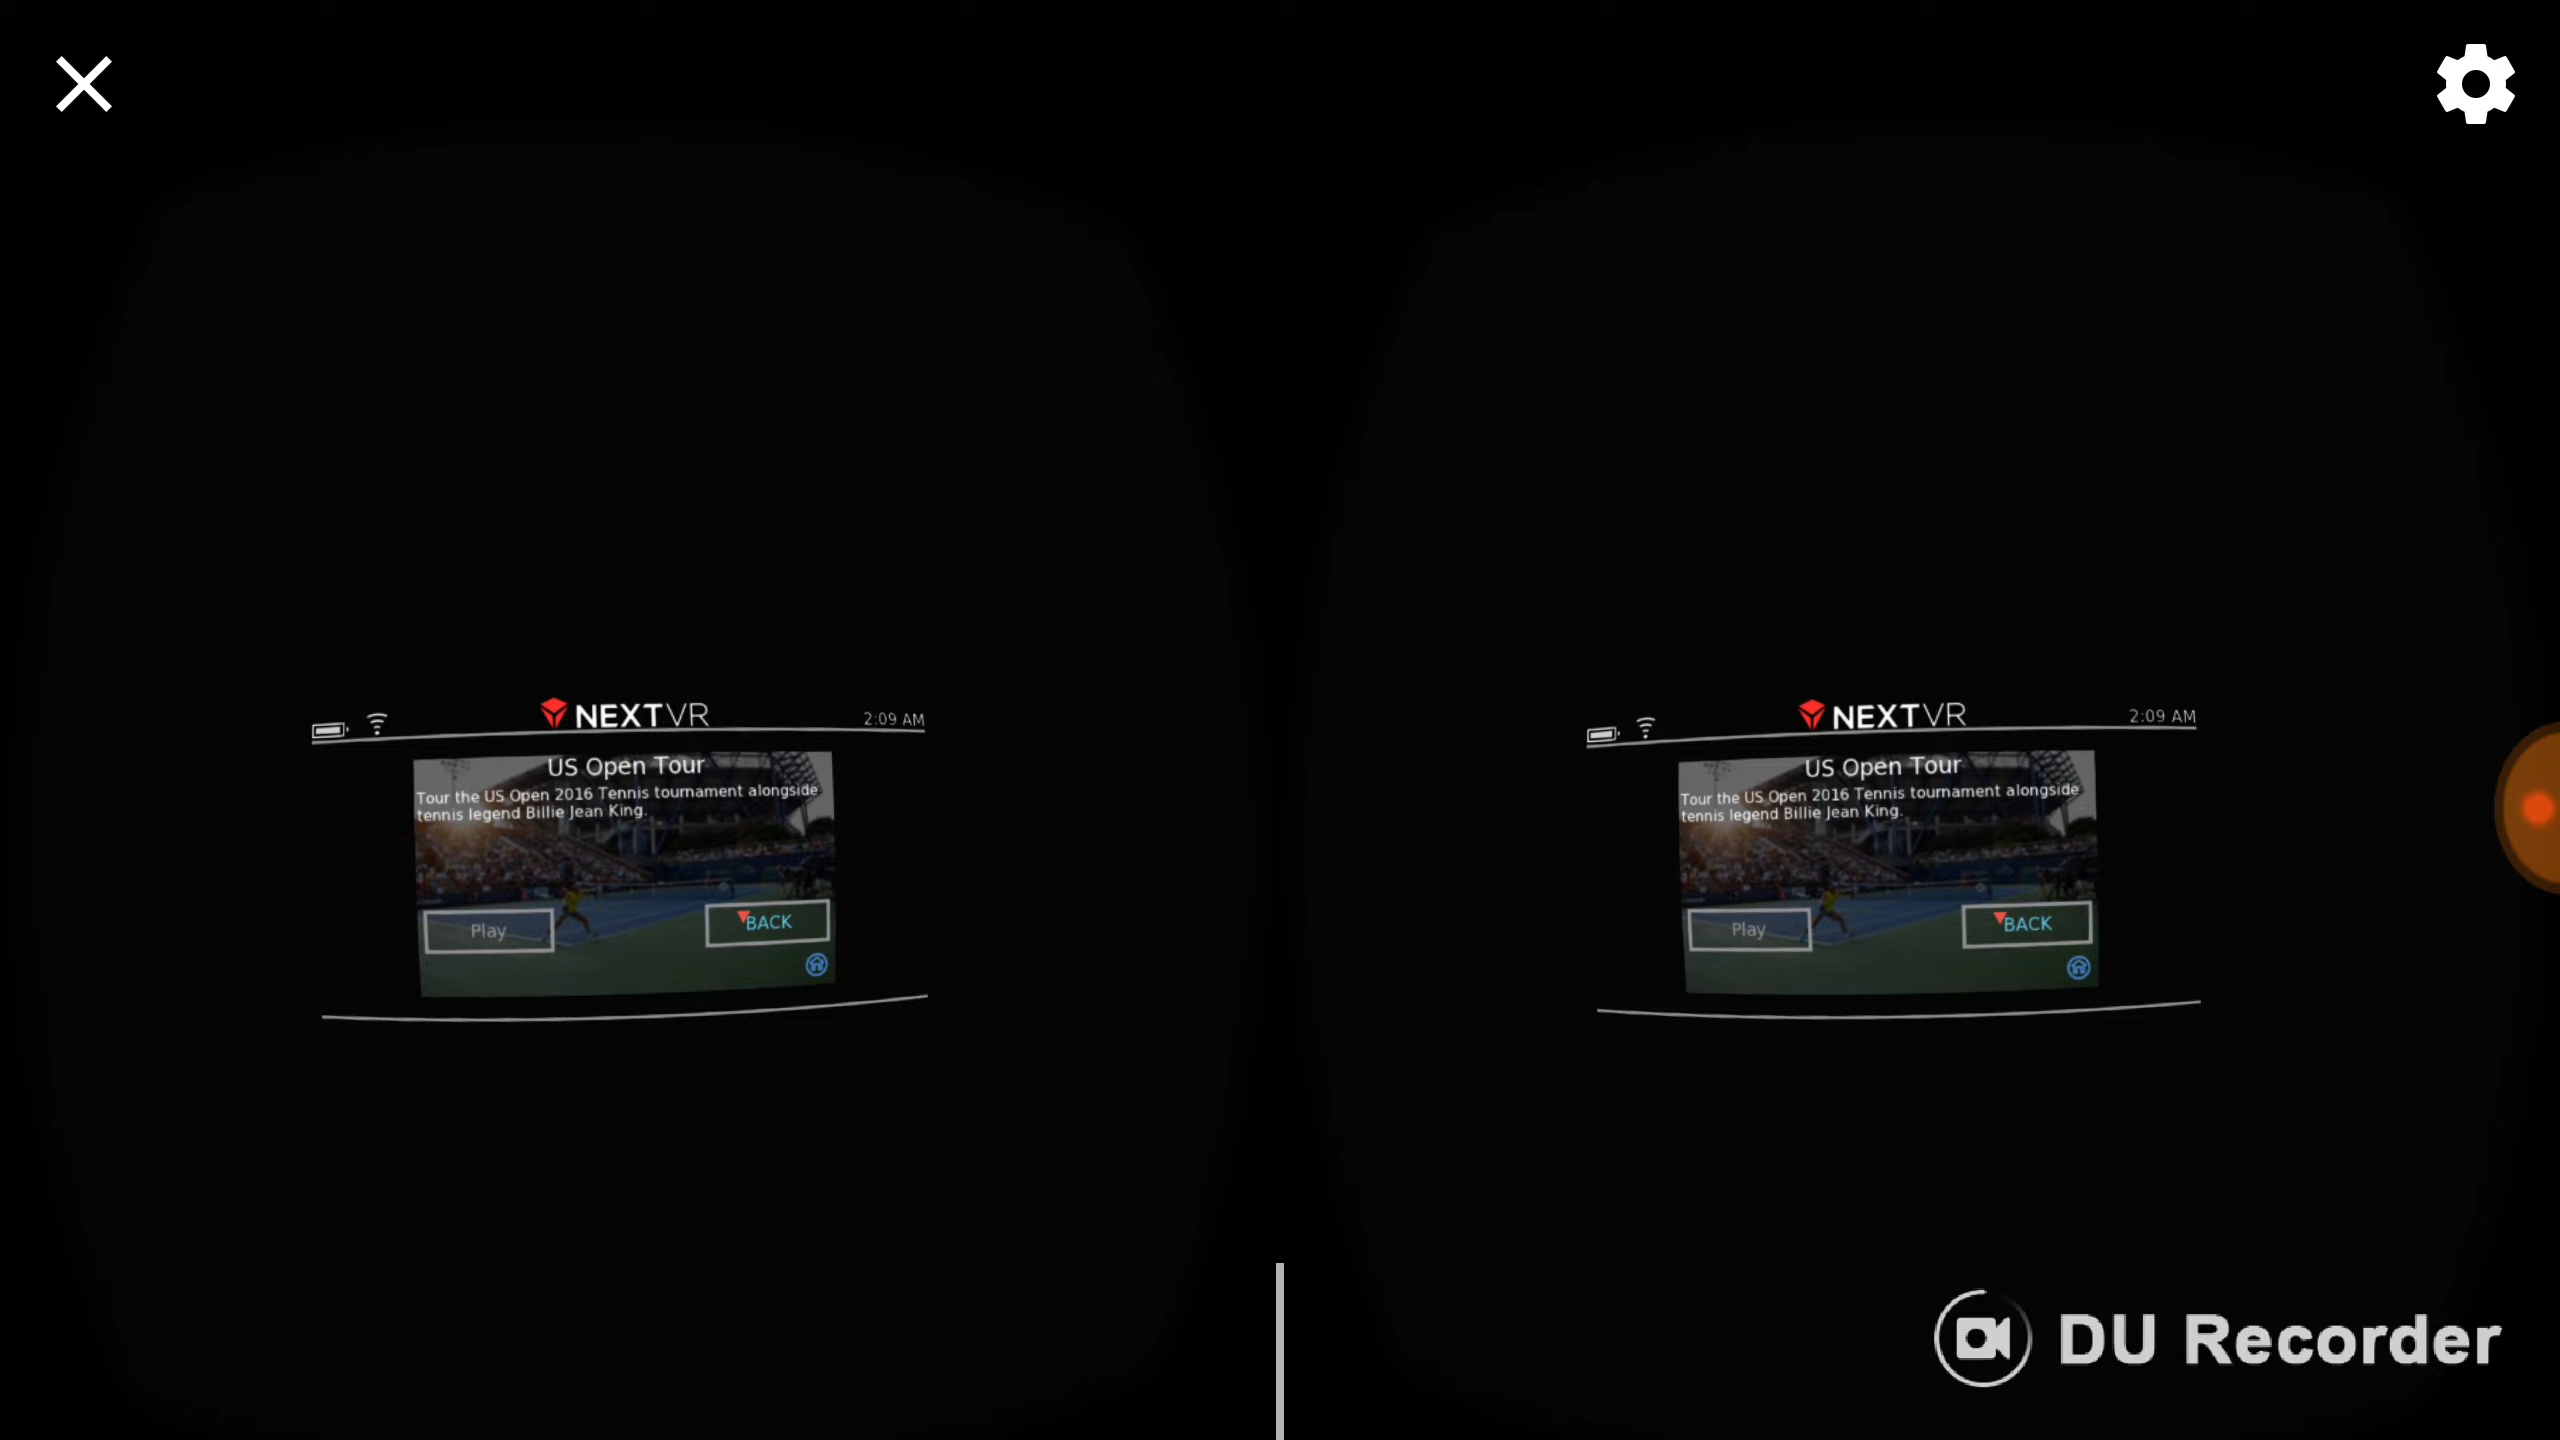 NEXTVR
2:09 AM
US Open Tour
Tour the US Open 2016 Tennis tournament alongside
tennis legend Billie Jean King.
Play
BACK
NEXTVR
2:09 AM
US Open Tour
Tour the US Open 2016 Tennis tournament alongside
tennis legend Billie Jean King.
Play
BACK
DU Recorder